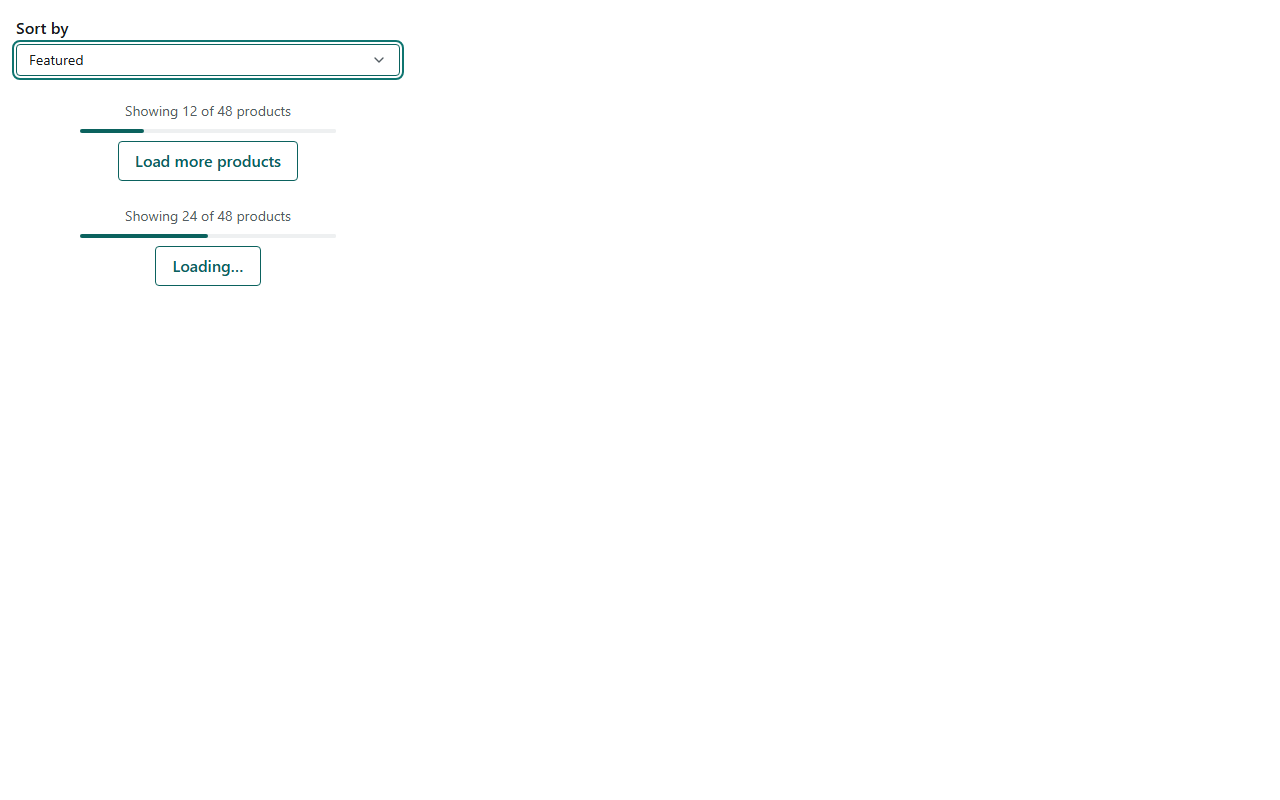 Sort by
Featured
Showing 12 of 48 products
Load more products
Showing 24 of 48 products
Loading...